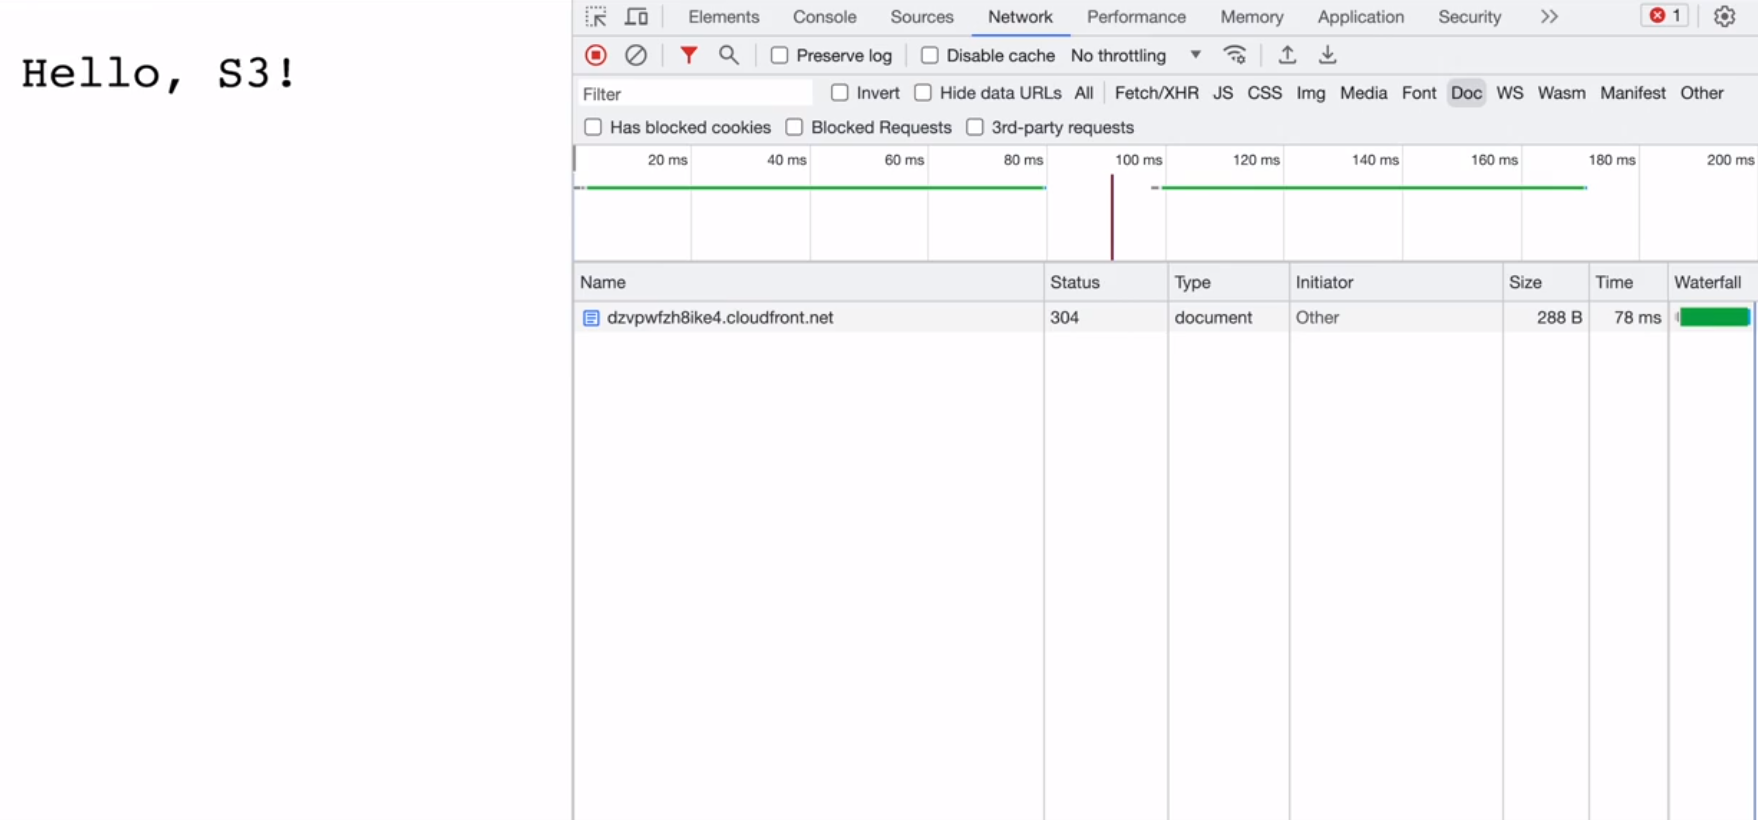 Hello, S3!
Elements Console Sources Network Performance Memory Application Security 1
Preserve log Disable cache No throttling
Filter Invert Hide data URLs All Fetch/XHR JS CSS Img Media Font Doc WS Wasm Manifest Other
Has blocked cookies Blocked Requests 3rd-party requests
20 ms 40 ms 60 ms 80 ms 100 ms 120 ms 140 ms 160 ms 180 ms 200 ms
Name Status Type Initiator Size Time Waterfall
dzvpwfzh8ike4.cloudfront.net 304 document Other 288 B 78 ms